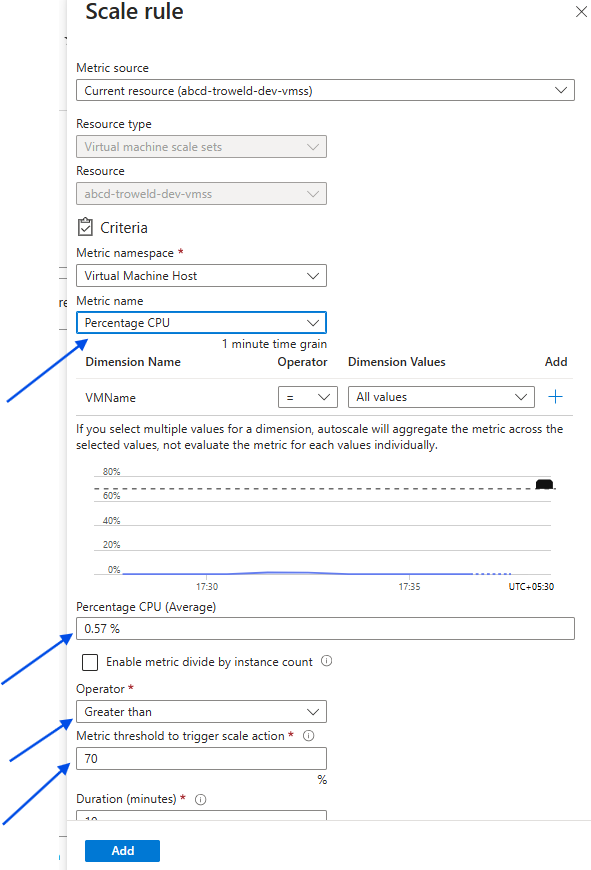 Scale rule
Metric source
Current resource (abcd-troweld-dev-vmss)
Resource type
Virtual machine scale sets
Resource
abcd-troweld-dev-vmss
Criteria
Metric namespace *
Virtual Machine Host
Metric name
Percentage CPU
1 minute time grain
Dimension Name Operator Dimension Values Add
VMName = All values +
If you select multiple values for a dimension, autoscale will aggregate the metric across the
selected values, not evaluate the metric for each values individually.
80%
60%
40%
20%
0%
17:30 17:35 UTC+05:30
Percentage CPU (Average)
0.57 %
Enable metric divide by instance count
Operator *
Greater than
Metric threshold to trigger scale action *
70
%
Duration (minutes) *
10
Add